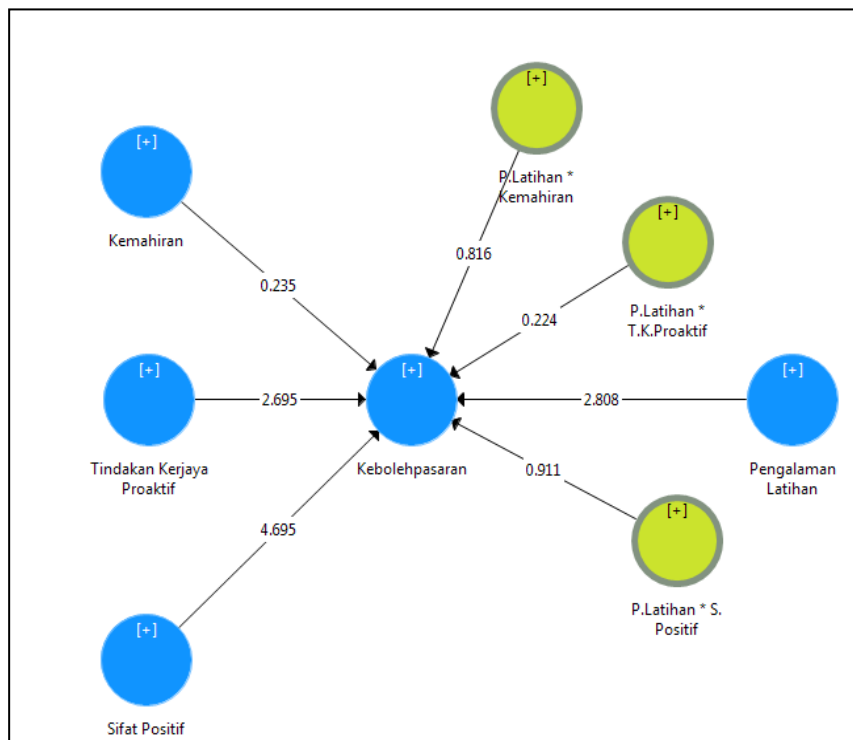 [+]
P.Latihan *
Kemahiran
[+]
Kemahiran
[+]
P.Latihan *
T.K.Proaktif
0.816
0.235
0.224
[+]
Tindakan Kerjaya
Proaktif
2.695
[+]
Kebolehpasaran
2.808
[+]
Pengalaman
Latihan
0.911
4.695
[+]
P.Latihan * S.
Positif
[+]
Sifat Positif